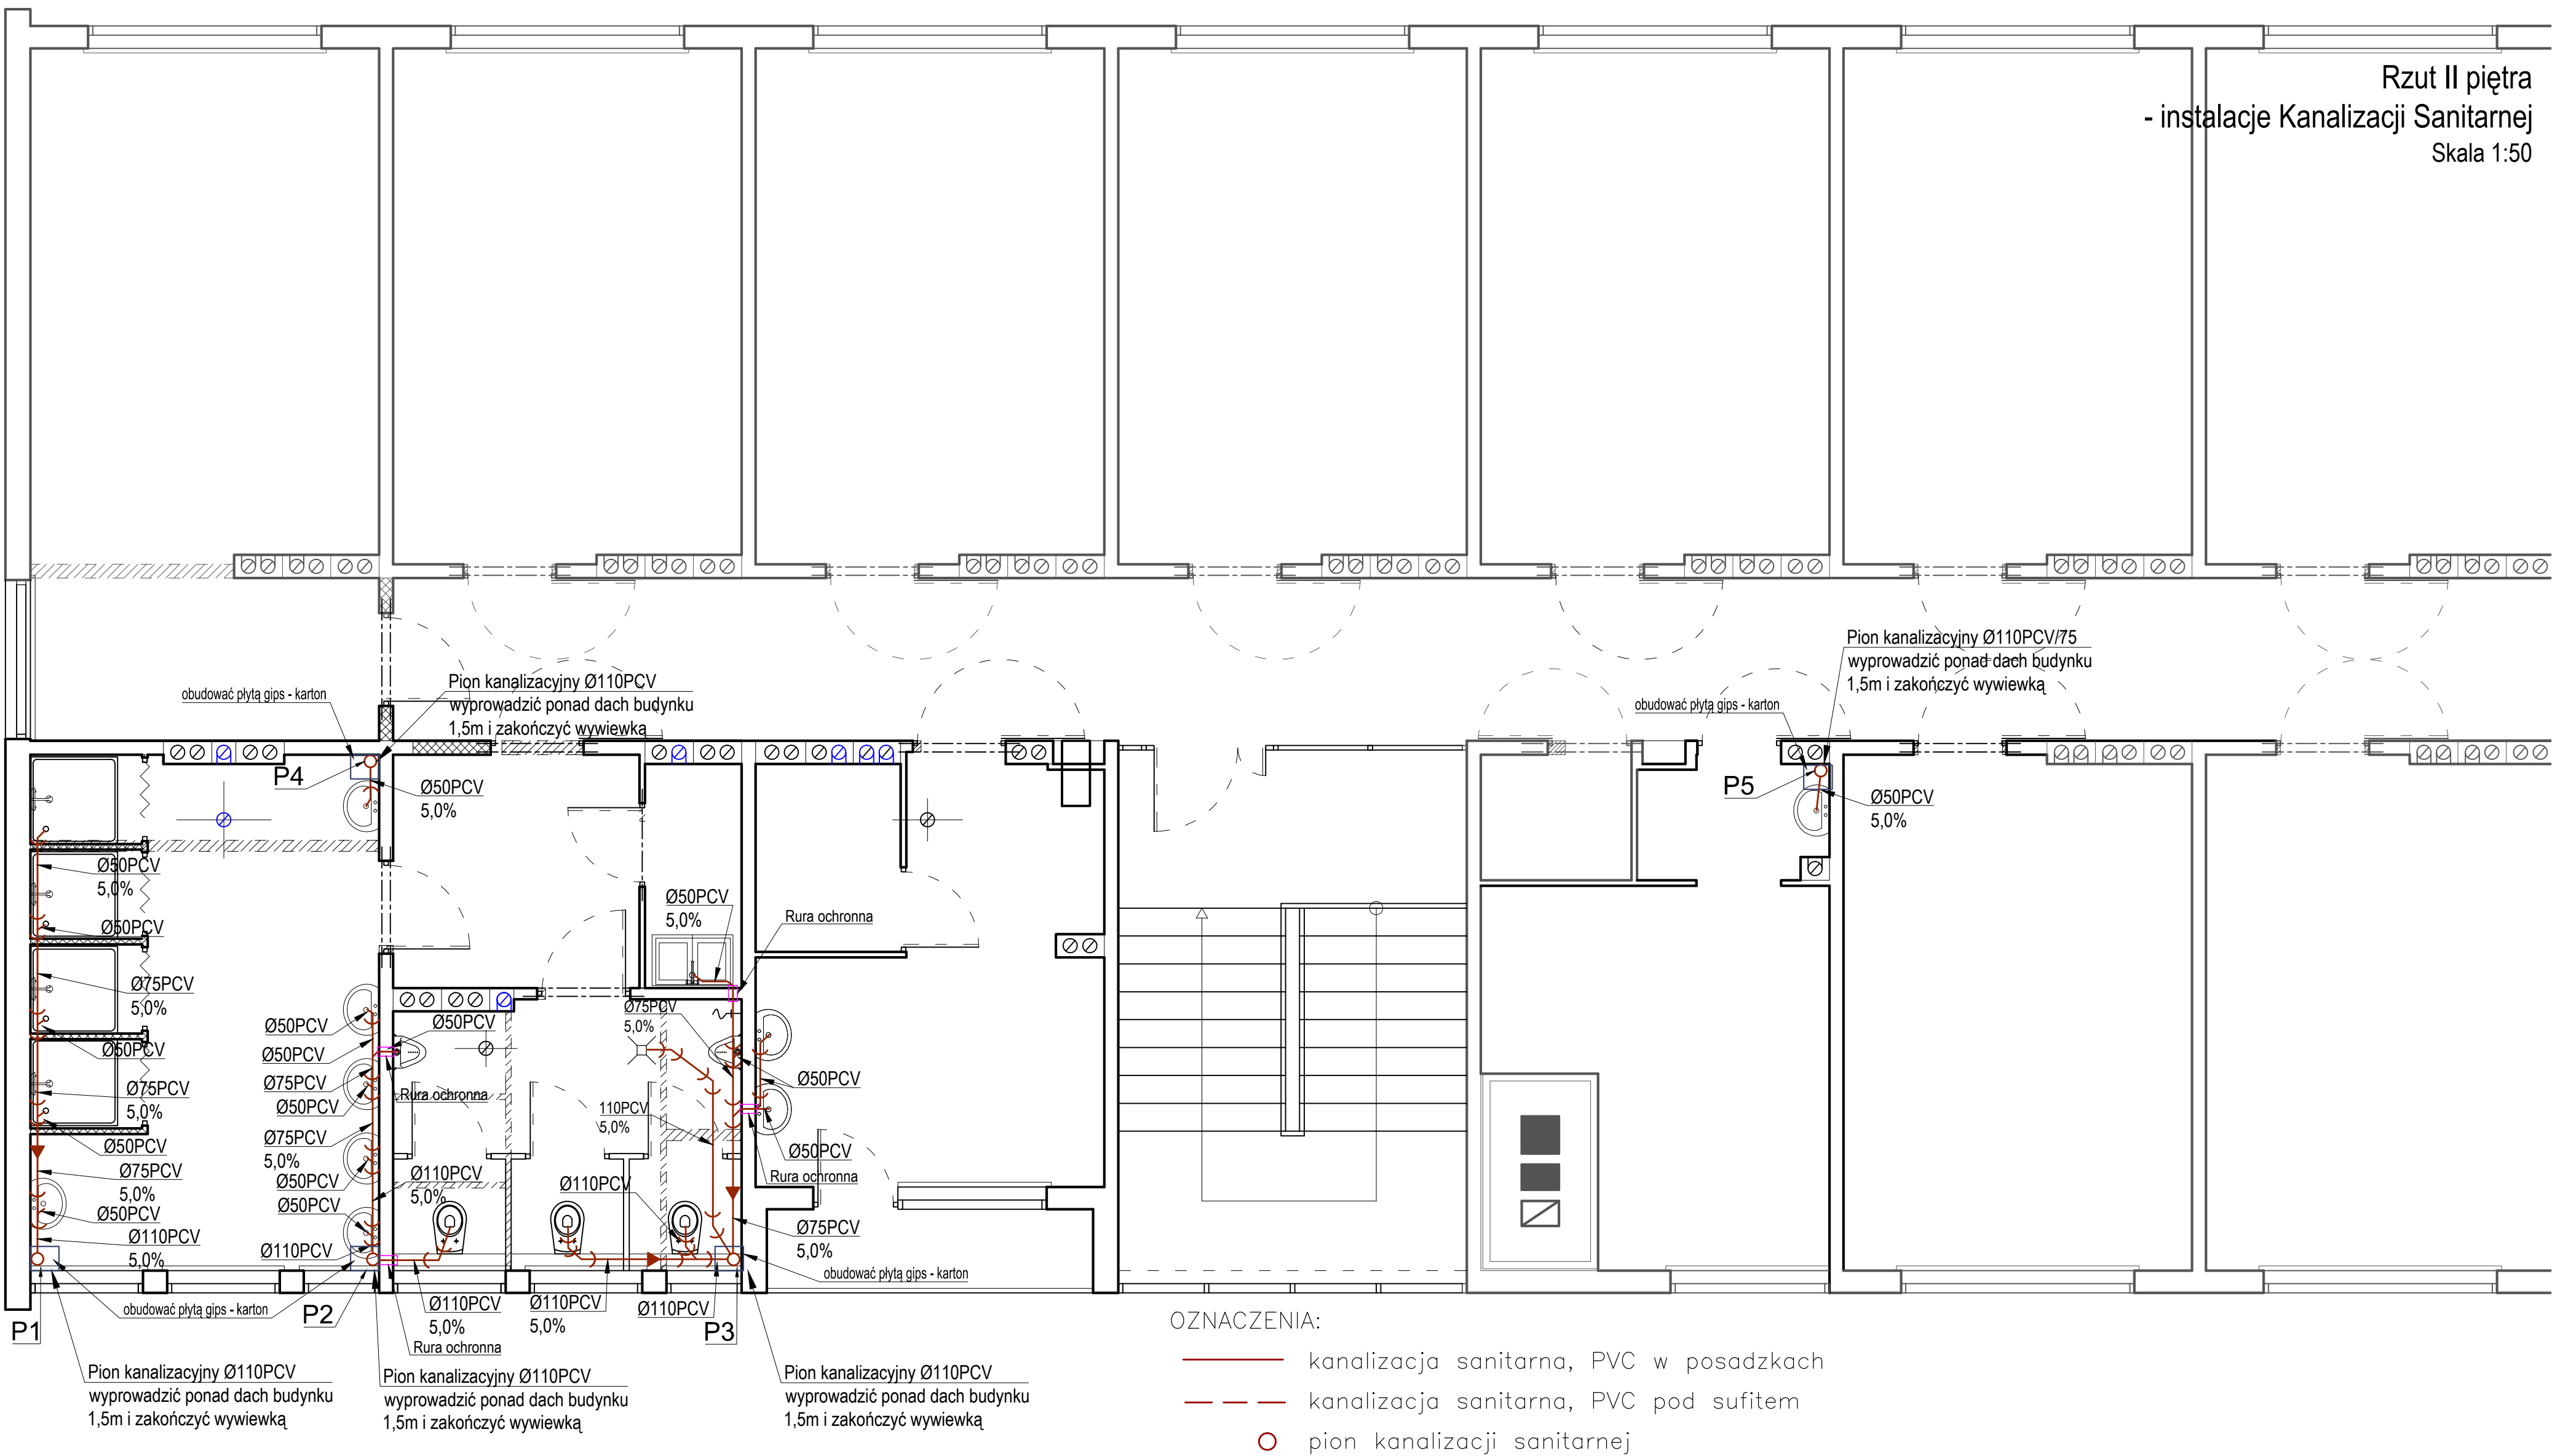 Rzut II piętra
- instalacje Kanalizacji Sanitarnej
Skala 1:50
Pion kanalizacyjny Ø110PCV/75
wyprowadzić ponad dach budynku
1,5m i zakończyć wywiewką
obudować płytą gips - karton
P5
Ø50PCV
5,0%
Pion kanalizacyjny Ø110PCV
wyprowadzić ponad dach budynku
1,5m i zakończyć wywiewką
obudować płytą gips - karton
P4
Ø50PCV
5,0%
Ø50PCV
5,0%
Ø50PCV
Ø75PCV
5,0%
Ø50PCV
Ø75PCV
5,0%
Ø50PCV
Ø75PCV
5,0%
Ø50PCV
Ø110PCV
5,0%
Ø50PCV
Ø50PCV
Ø75PCV
Ø50PCV
Ø75PCV
5,0%
Ø50PCV
Ø50PCV
Ø110PCV
Ø50PCV
Rura ochronna
Ø110PCV
5,0%
Ø50PCV
5,0%
Rura ochronna
Ø75PCV
5,0%
110PCV
5,0%
Ø110PCV
Ø50PCV
Ø50PCV
Rura ochronna
Ø75PCV
5,0%
obudować płytą gips - karton
obudować płytą gips - karton
P1
P2
Ø110PCV
5,0%
Rura ochronna
Ø110PCV
5,0%
Ø110PCV
P3
Pion kanalizacyjny Ø110PCV
wyprowadzić ponad dach budynku
1,5m i zakończyć wywiewką
Pion kanalizacyjny Ø110PCV
wyprowadzić ponad dach budynku
1,5m i zakończyć wywiewką
Pion kanalizacyjny Ø110PCV
wyprowadzić ponad dach budynku
1,5m i zakończyć wywiewką
OZNACZENIA:
kanalizacja sanitarna, PVC w posadzkach
kanalizacja sanitarna, PVC pod sufitem
pion kanalizacji sanitarnej